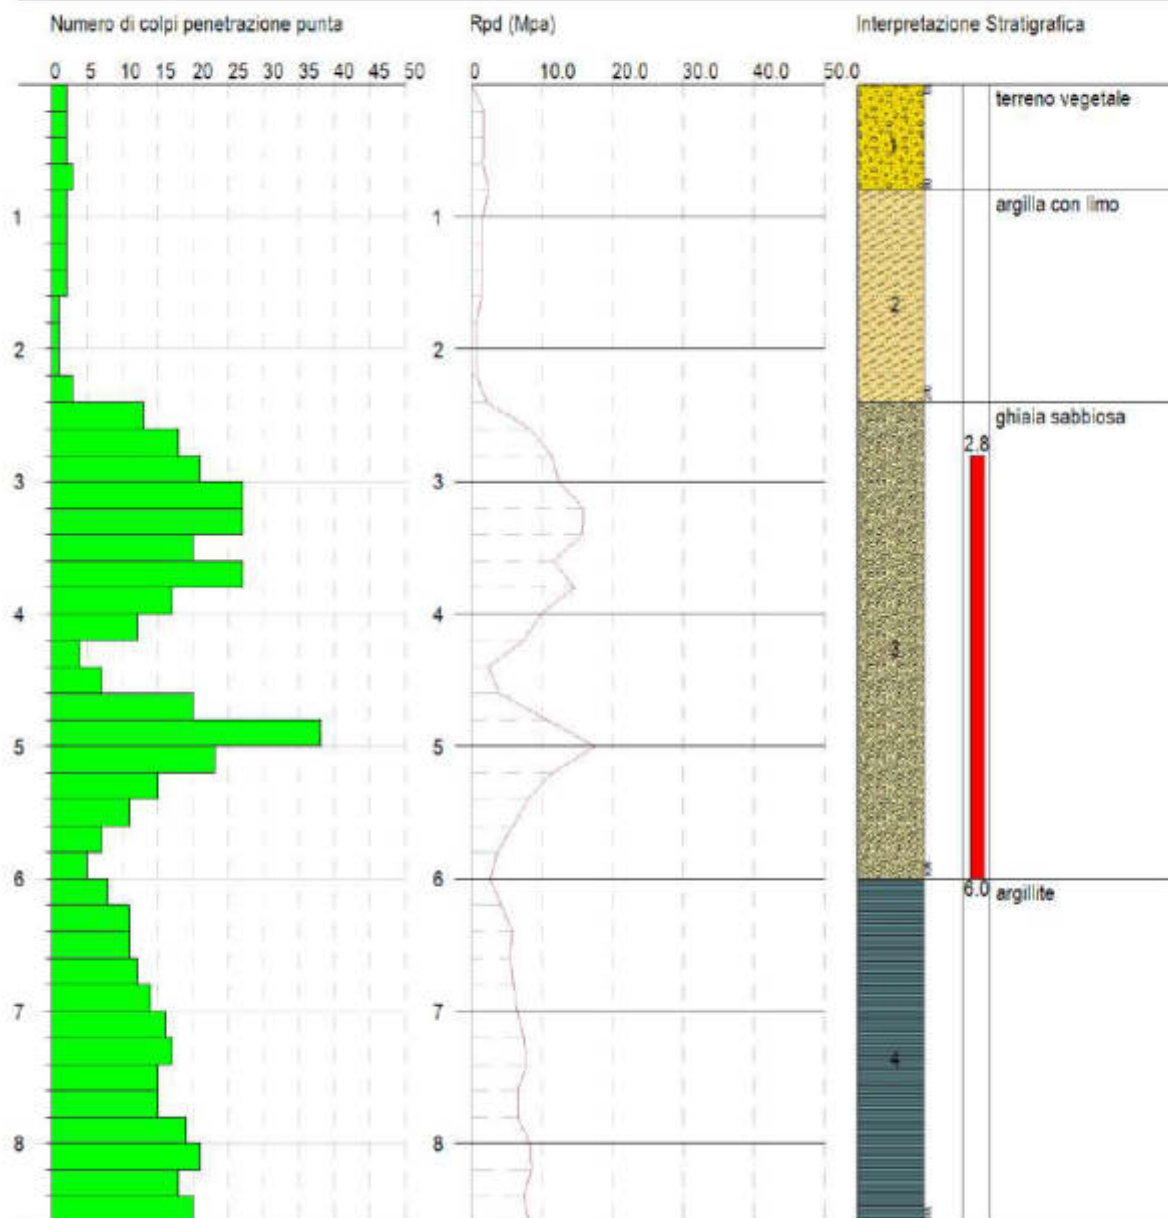 Numero di colpi penetrazione punta
Rpd (Mpa)
Interpretazione Stratigrafica
0 5 10 15 20 25 30 35 40 45 50
0 10.0 20.0 30.0 40.0 50.0
terreno vegetale
1
argilla con limo
1 1
2
2 2
ghiaia sabbiosa
2.8
3 3
4 4
3
5 5
6 6
6.0
argillite
7 7
4
8 8